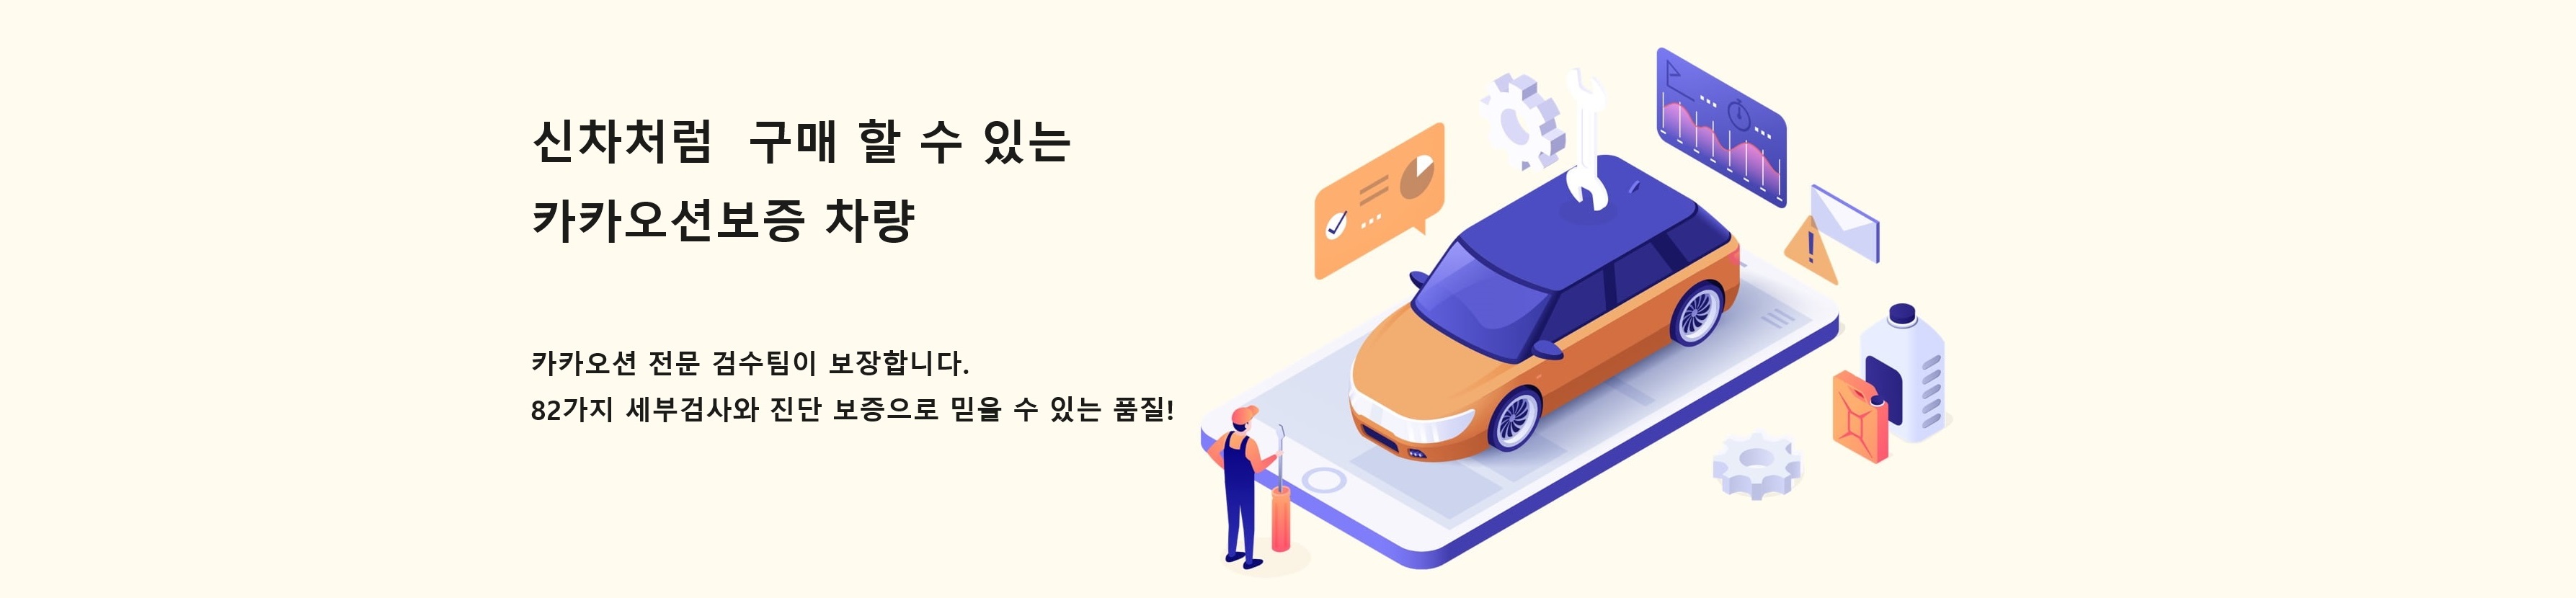 신차처럼 구매 할 수 있는
카카오션보증 차량
카카오션 전문 검수팀이 보장합니다.
82가지 세부검사와 진단 보증으로 믿을 수 있는 품질!